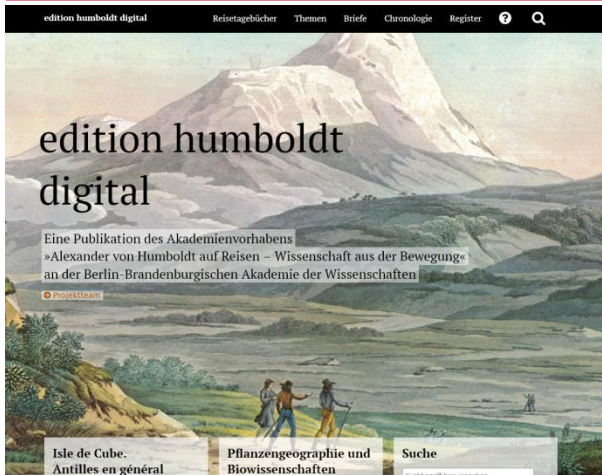 edition humboldt digital
Reisetagebücher Themen Briefe Chronologie Register ?
edition humboldt
digital
Eine Publikation des Akademienvorhabens
»Alexander von Humboldt auf Reisen – Wissenschaft aus der Bewegung«
an der Berlin-Brandenburgischen Akademie der Wissenschaften
Projektteam
Isle de Cube.
Antilles en général
Pflanzengeographie und
Biowissenschaften
Suche